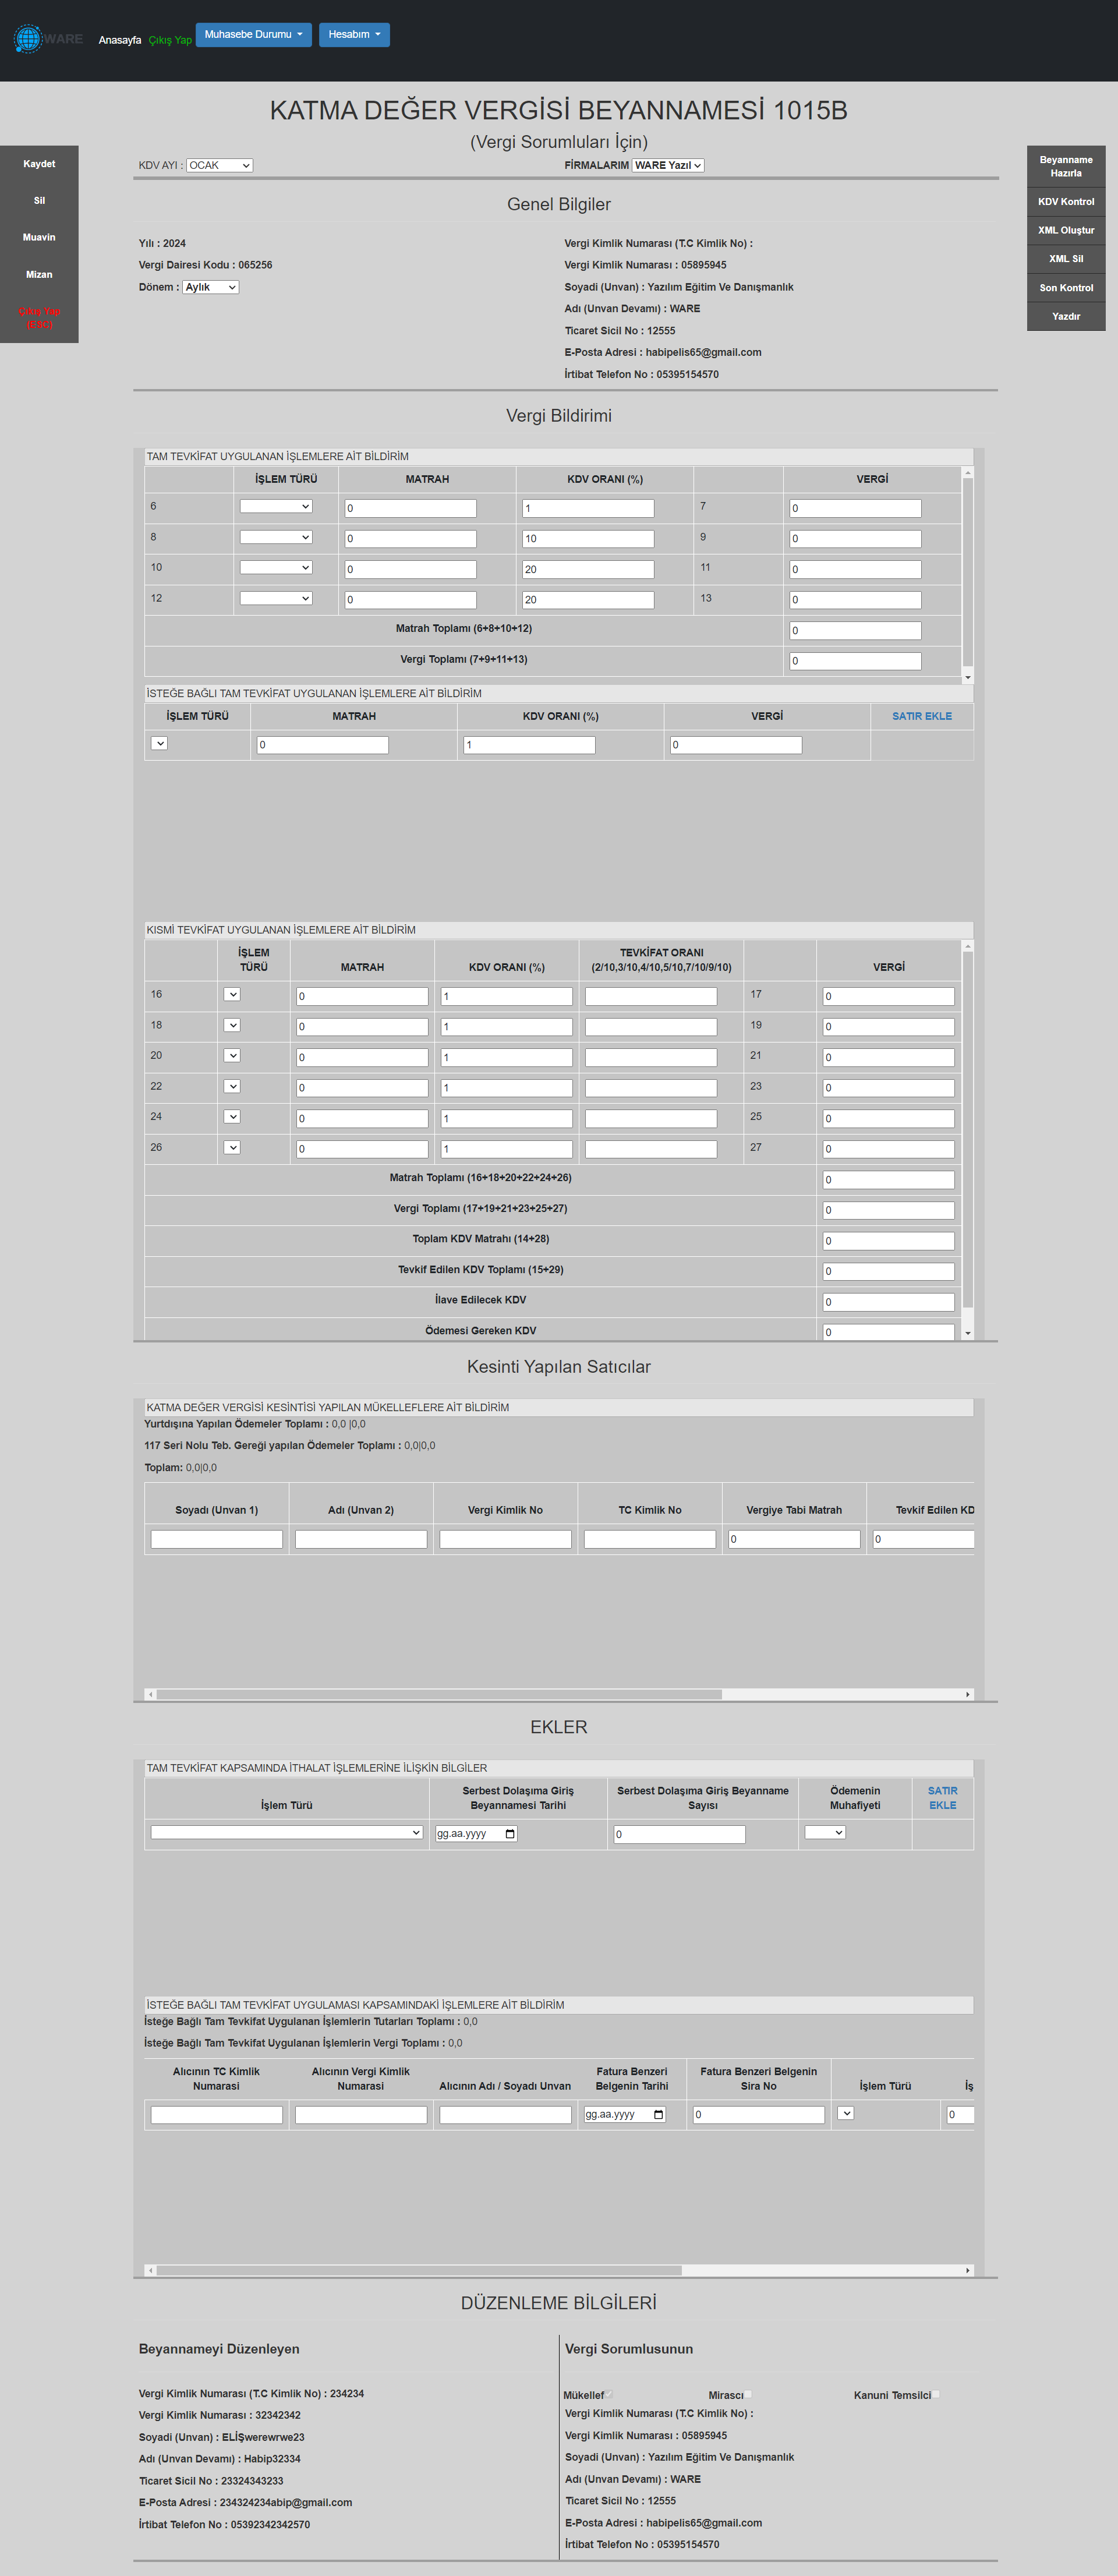 WARE
Anasayfa Çıkış Yap Muhasebe Durumu Hesabım
KATMA DEĞER VERGİSİ BEYANNAMESİ 1015B
(Vergi Sorumluları İçin)
KDV AYI : OCAK FİRMALARIM WARE Yazıl
Kaydet
Sil
Muavin
Mizan
Çıkış Yap
Beyanname
Hazırla
KDV Kontrol
XML Oluştur
XML Sil
Son Kontrol
Yazdır
Genel Bilgiler
Yılı : 2024
Vergi Dairesi Kodu : 065256
Dönem : Aylık
Vergi Kimlik Numarası (T.C Kimlik No) :
Vergi Kimlik Numarası : 05895945
Soyadi (Unvan) : Yazılım Eğitim Ve Danışmanlık
Adı (Unvan Devamı) : WARE
Ticaret Sicil No : 12555
E-Posta Adresi : habipelis65@gmail.com
İrtibat Telefon No : 05395154570
Vergi Bildirimi
TAM TEVKİFAT UYGULANAN İŞLEMLERE AİT BİLDİRİM
İŞLEM TÜRÜ MATRAH KDV ORANI (%) VERGİ
6 0 1 7 0
8 0 10 9 0
10 0 20 11 0
12 0 20 13 0
Matrah Toplamı (6+8+10+12) 0
Vergi Toplamı (7+9+11+13) 0
İSTEĞE BAĞLI TAM TEVKİFAT UYGULANAN İŞLEMLERE AİT BİLDİRİM
İŞLEM TÜRÜ MATRAH KDV ORANI (%) VERGİ SATIR EKLE
0 1 0
KISMİ TEVKİFAT UYGULANAN İŞLEMLERE AİT BİLDİRİM
İŞLEM
TÜRÜ MATRAH KDV ORANI (%) TEVKİFAT ORANI
(2/10,3/10,4/10,5/10,7/10/9/10) VERGİ
16 0 1 17 0
18 0 1 19 0
20 0 1 21 0
22 0 1 23 0
24 0 1 25 0
26 0 1 27 0
Matrah Toplamı (16+18+20+22+24+26) 0
Vergi Toplamı (17+19+21+23+25+27) 0
Toplam KDV Matrahı (14+28) 0
Tevkif Edilen KDV Toplamı (15+29) 0
İlave Edilecek KDV 0
Ödemesi Gereken KDV 0
Kesinti Yapılan Satıcılar
KATMA DEĞER VERGİSİ KESİNTİSİ YAPILAN MÜKELLEFLERE AİT BİLDİRİM
Yurtdışına Yapılan Ödemeler Toplamı : 0,0 |0,0
117 Seri Nolu Teb. Gereği yapılan Ödemeler Toplamı : 0,0|0,0
Toplam: 0,0|0,0
Soyadı (Unvan 1) Adı (Unvan 2) Vergi Kimlik No TC Kimlik No Vergiye Tabi Matrah Tevkif Edilen KD
0 0
EKLER
TAM TEVKİFAT KAPSAMINDA İTHALAT İŞLEMLERİNE İLİŞKİN BİLGİLER
İşlem Türü
Serbest Dolaşıma Giriş
Beyannamesi Tarihi
Serbest Dolaşıma Giriş Beyanname
Sayısı
Ödemenin
Muhafiyeti
SATIR
EKLE
gg.aa.yyyy 0
İSTEĞE BAĞLI TAM TEVKİFAT UYGULAMASI KAPSAMINDAKİ İŞLEMLERE AİT BİLDİRİM
İsteğe Bağlı Tam Tevkifat Uygulanan İşlemlerin Tutarları Toplamı : 0,0
İsteğe Bağlı Tam Tevkifat Uygulanan İşlemlerin Vergi Toplamı : 0,0
Alıcının TC Kimlik
Numarasi
Alıcının Vergi Kimlik
Numarası
Alıcının Adı / Soyadı Unvan
Fatura Benzeri
Belgenin Tarihi
Fatura Benzeri Belgenin
Sira No
İşlem Türü
İş
gg.aa.yyyy 0 0
DÜZENLEME BİLGİLERİ
Beyannameyi Düzenleyen
Vergi Kimlik Numarası (T.C Kimlik No) : 234234
Vergi Kimlik Numarası : 32342342
Soyadi (Unvan) : ELİŞwerewrwe23
Adı (Unvan Devamı) : Habip32334
Ticaret Sicil No : 23324343233
E-Posta Adresi : 234324234abip@gmail.com
İrtibat Telefon No : 05392342342570
Vergi Sorumlusunun
Mükellef Mirascı Kanuni Temsilci
Vergi Kimlik Numarası (T.C Kimlik No) :
Vergi Kimlik Numarası : 05895945
Soyadi (Unvan) : Yazılım Eğitim Ve Danışmanlık
Adı (Unvan Devamı) : WARE
Ticaret Sicil No : 12555
E-Posta Adresi : habipelis65@gmail.com
İrtibat Telefon No : 05395154570